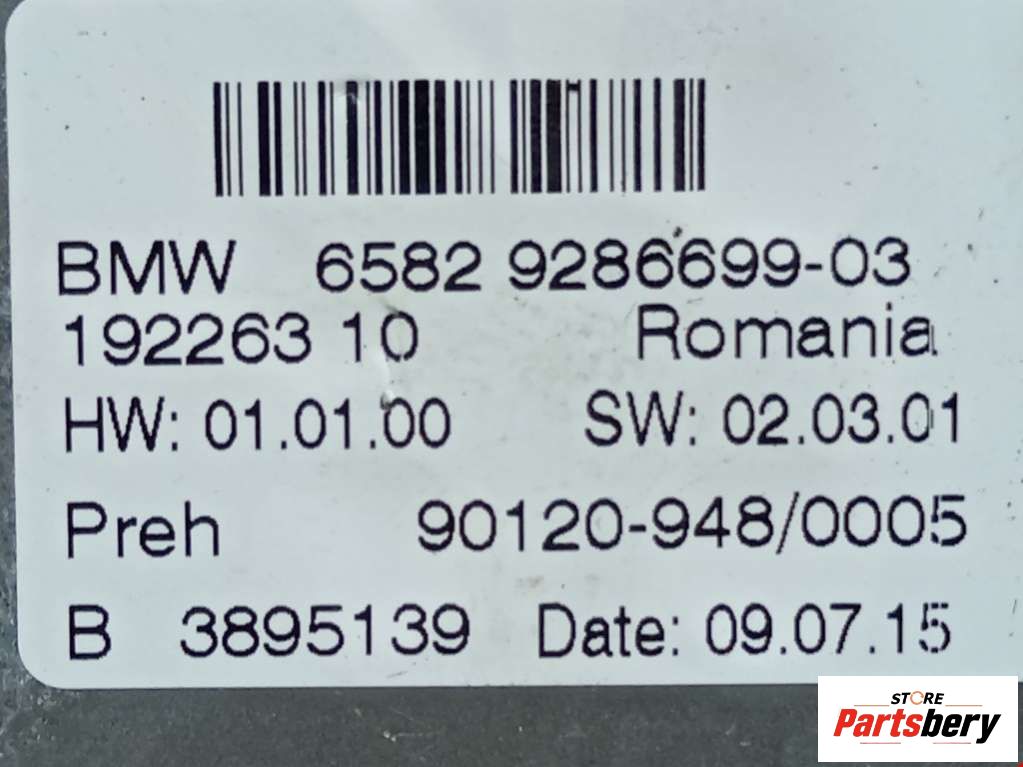 BMW 6582 9286699-03
192263 10 Romania
HW: 01.01.00 SW: 02.03.01
Preh 90120-948/0005
B 3895139 Date: 09.07.15
STORE
Partsbery